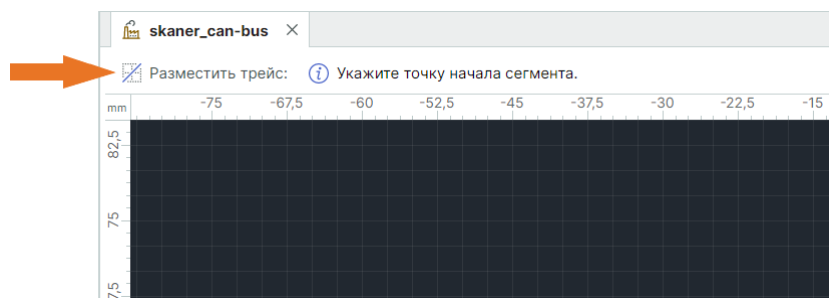 skaner_can-bus
Разместить трейс: Укажите точку начала сегмента.
mm -75 -67,5 -60 -52,5 -45 -37,5 -30 -22,5 -15
82,5
75
7,5